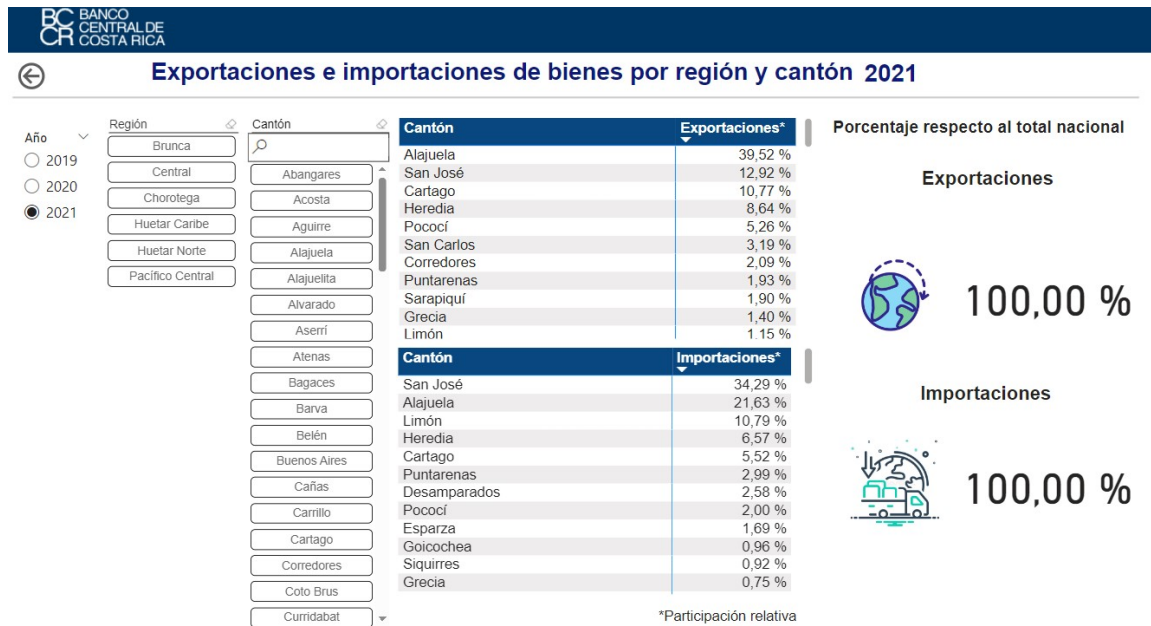 BC CR BANCO CENTRAL DE COSTA RICA
Exportaciones e importaciones de bienes por región y cantón 2021
Año
2019
2020
2021
Región
Brunca
Central
Chorotega
Huetar Caribe
Huetar Norte
Pacífico Central
Cantón
Abangares
Acosta
Aguirre
Alajuela
Alajuelita
Alvarado
Aserrí
Atenas
Bagaces
Barva
Belén
Buenos Aires
Cañas
Carrillo
Cartago
Corredores
Coto Brus
Curridabat
Cantón Exportaciones*
Alajuela 39,52 %
San José 12,92 %
Cartago 10,77 %
Heredia 8,64 %
Pococí 5,26 %
San Carlos 3,19 %
Corredores 2,09 %
Puntarenas 1,93 %
Sarapiquí 1,90 %
Grecia 1,40 %
Limón 1,15 %
Cantón Importaciones*
San José 34,29 %
Alajuela 21,63 %
Limón 10,79 %
Heredia 6,57 %
Cartago 5,52 %
Puntarenas 2,99 %
Desamparados 2,58 %
Pococí 2,00 %
Esparza 1,69 %
Goicochea 0,96 %
Siquirres 0,92 %
Grecia 0,75 %
*Participación relativa
Porcentaje respecto al total nacional
Exportaciones
100,00 %
Importaciones
100,00 %